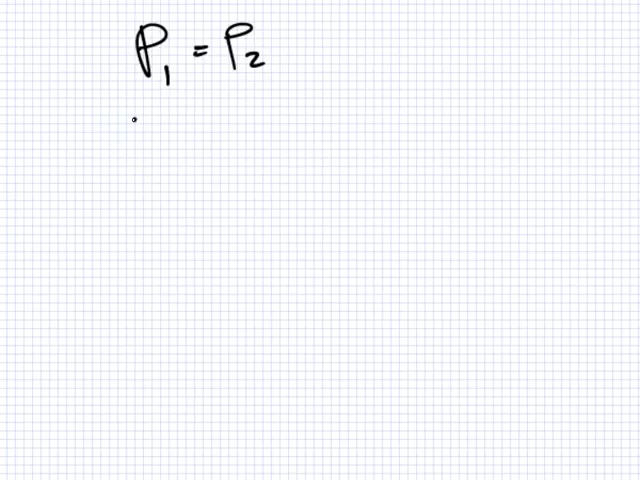 P₁ = P₂